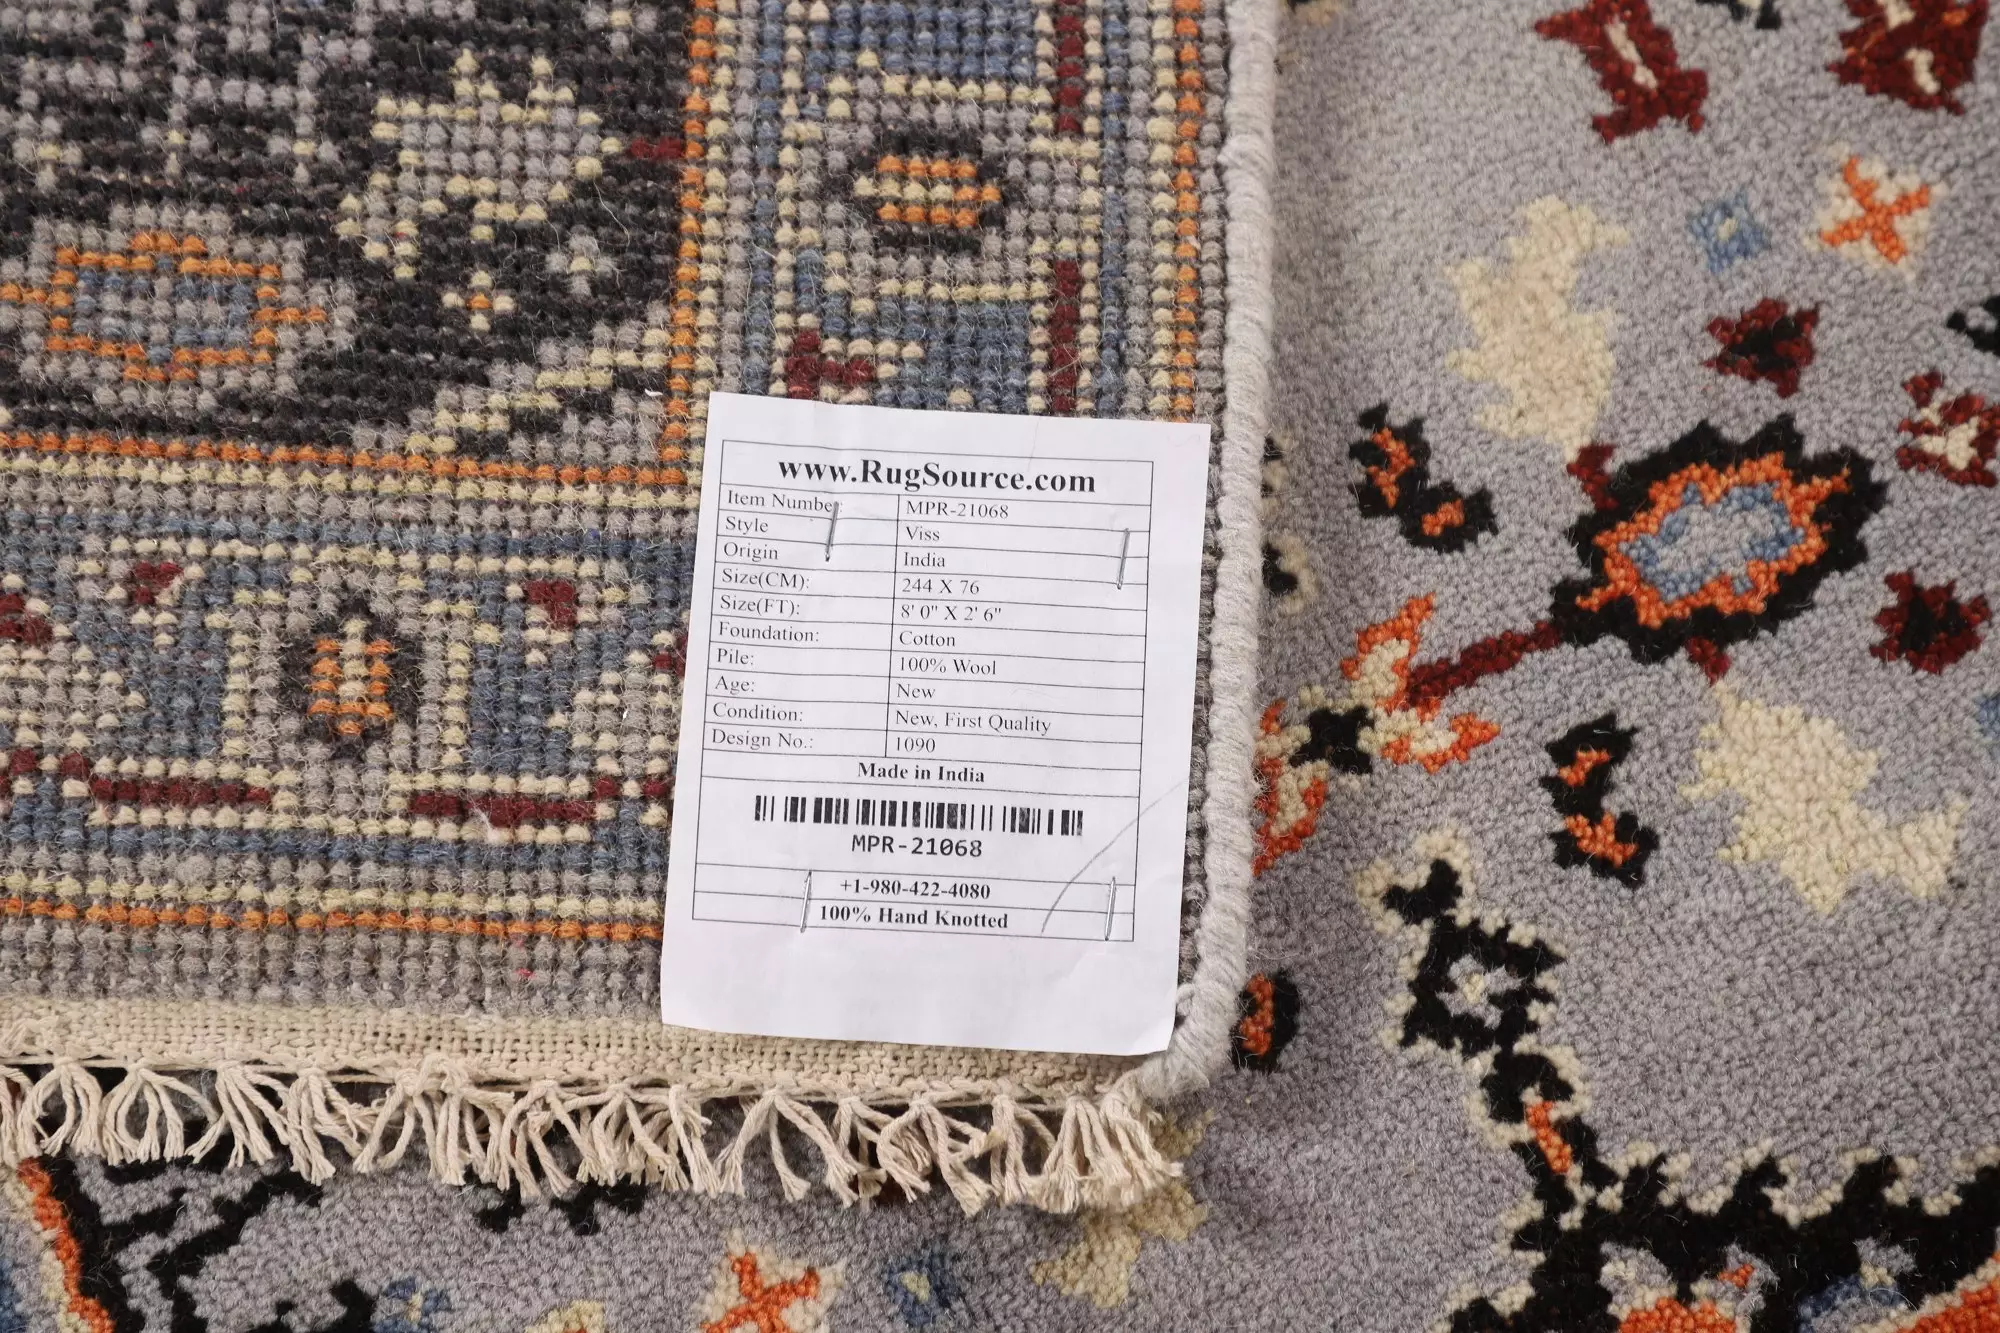 www.RugSource.com
Item Number: MPR-21068
Style Viss
Origin India
Size(CM): 244 X 76
Size(FT): 8' 0" X 2' 6"
Foundation: Cotton
Pile: 100% Wool
Age: New
Condition: New, First Quality
Design No.: 1090
Made in India
MPR-21068
+1-980-422-4080
100% Hand Knotted